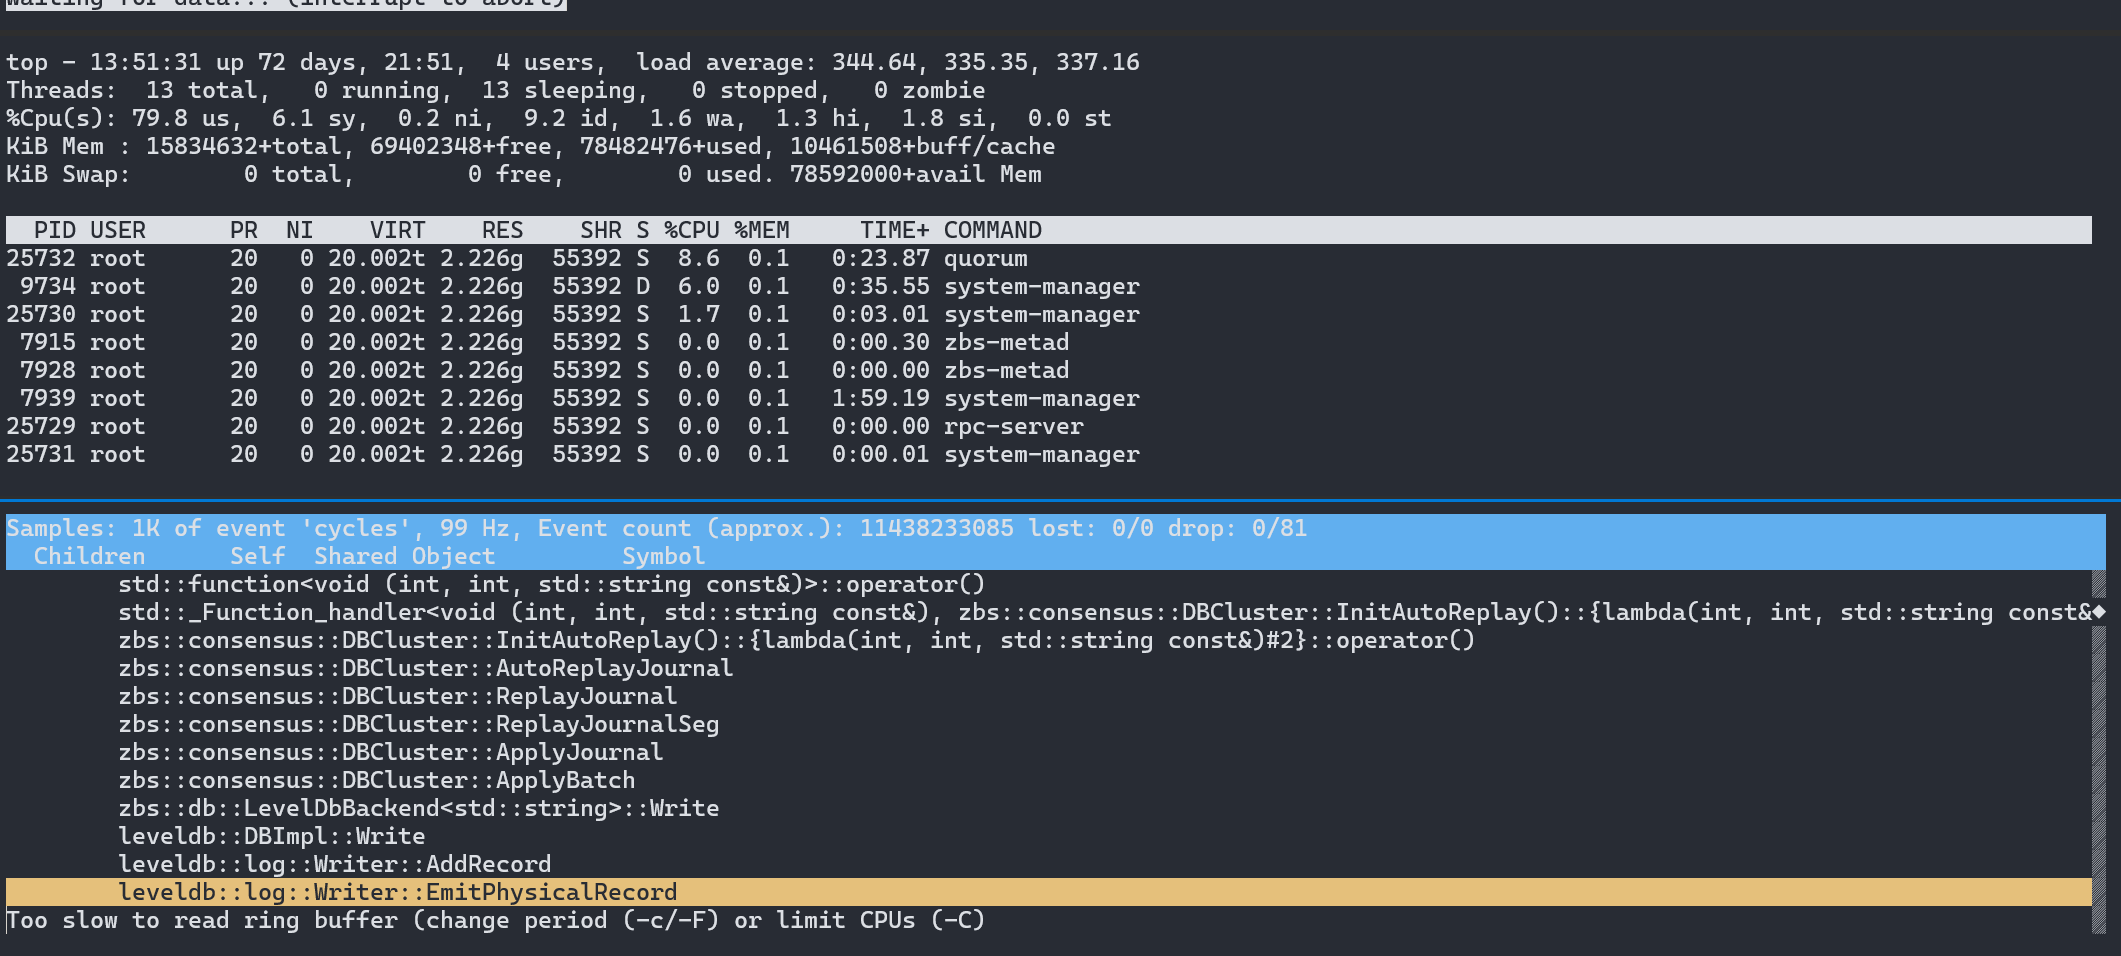 waiting for data... (interrupt to abort)
top - 13:51:31 up 72 days, 21:51,  4 users,  load average: 344.64, 335.35, 337.16
Threads:  13 total,   0 running,  13 sleeping,   0 stopped,   0 zombie
%Cpu(s): 79.8 us,  6.1 sy,  0.2 ni,  9.2 id,  1.6 wa,  1.3 hi,  1.8 si,  0.0 st
KiB Mem : 15834632+total, 69402348+free, 78482476+used, 10461508+buff/cache
KiB Swap:        0 total,        0 free,        0 used. 78592000+avail Mem
  PID USER      PR  NI    VIRT    RES    SHR S %CPU %MEM     TIME+ COMMAND
25732 root      20   0 20.002t 2.226g  55392 S  8.6  0.1   0:23.87 quorum
 9734 root      20   0 20.002t 2.226g  55392 D  6.0  0.1   0:35.55 system-manager
25730 root      20   0 20.002t 2.226g  55392 S  1.7  0.1   0:03.01 system-manager
 7915 root      20   0 20.002t 2.226g  55392 S  0.0  0.1   0:00.30 zbs-metad
 7928 root      20   0 20.002t 2.226g  55392 S  0.0  0.1   0:00.00 zbs-metad
 7939 root      20   0 20.002t 2.226g  55392 S  0.0  0.1   1:59.19 system-manager
25729 root      20   0 20.002t 2.226g  55392 S  0.0  0.1   0:00.00 rpc-server
25731 root      20   0 20.002t 2.226g  55392 S  0.0  0.1   0:00.01 system-manager
Samples: 1K of event 'cycles', 99 Hz, Event count (approx.): 11438233085 lost: 0/0 drop: 0/81
  Children      Self  Shared Object         Symbol
        std::function<void (int, int, std::string const&)>::operator()
        std::_Function_handler<void (int, int, std::string const&), zbs::consensus::DBCluster::InitAutoReplay()::{lambda(int, int, std::string const&◆
        zbs::consensus::DBCluster::InitAutoReplay()::{lambda(int, int, std::string const&)#2}::operator()
        zbs::consensus::DBCluster::AutoReplayJournal
        zbs::consensus::DBCluster::ReplayJournal
        zbs::consensus::DBCluster::ReplayJournalSeg
        zbs::consensus::DBCluster::ApplyJournal
        zbs::consensus::DBCluster::ApplyBatch
        zbs::db::LevelDbBackend<std::string>::Write
        leveldb::DBImpl::Write
        leveldb::log::Writer::AddRecord
        leveldb::log::Writer::EmitPhysicalRecord
Too slow to read ring buffer (change period (-c/-F) or limit CPUs (-C)